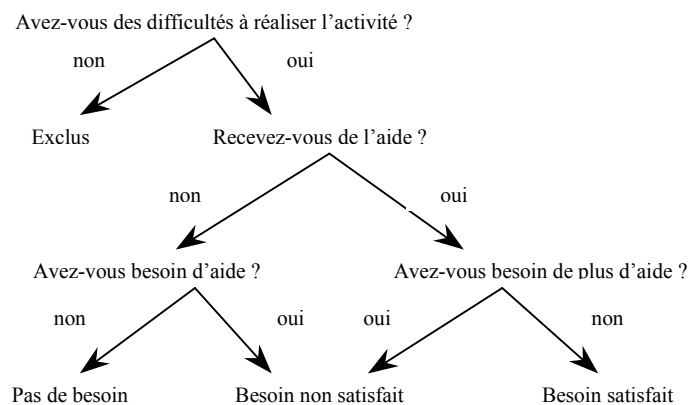 Avez-vous des difficultés à réaliser l’activité ?
non oui
Exclus Recevez-vous de l’aide ?
non oui
Avez-vous besoin d’aide ? Avez-vous besoin de plus d’aide ?
non oui oui non
Pas de besoin Besoin non satisfait Besoin satisfait